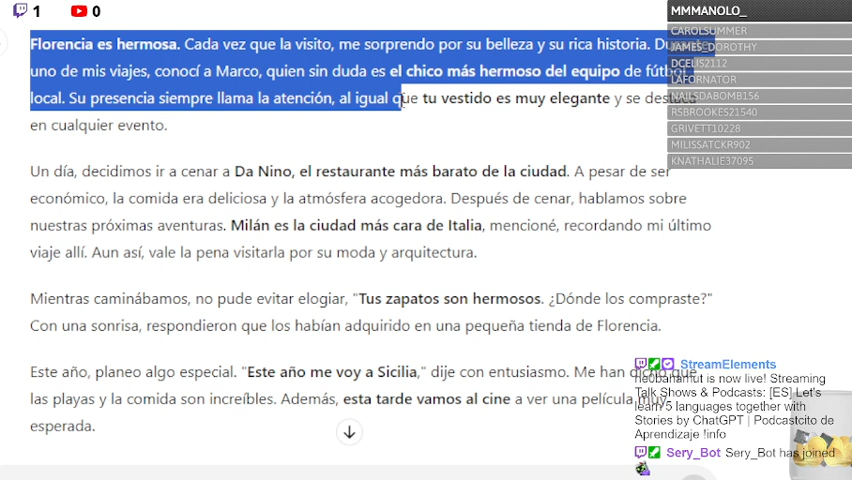 1 0
MMMANOLO_
CAROLSUMMER
JAMES_DOROTHY
DCELIS2112
LAFORNATOR
NAILSDABOMB156
RSBROOKES21540
GRIVETT10228
MILISSATCKR902
KNATHALIE37095
Florencia es hermosa. Cada vez que la visito, me sorprendo por su belleza y su rica historia.
uno de mis viajes, conocí a Marco, quien sin duda es el chico más hermoso del equipo de fútbol
local. Su presencia siempre llama la atención, al igual que tu vestido es muy elegante y se
en cualquier evento.
Un día, decidimos ir a cenar a Da Nino, el restaurante más barato de la ciudad. A pesar de ser
económico, la comida era deliciosa y la atmósfera acogedora. Después de cenar, hablamos sobre
nuestras próximas aventuras. Milán es la ciudad más cara de Italia, mencioné, recordando mi último
viaje allí. Aun así, vale la pena visitarla por su moda y arquitectura.
Mientras caminábamos, no pude evitar elogiar, "Tus zapatos son hermosos. ¿Dónde los compraste?"
Con una sonrisa, respondieron que los habían adquirido en una pequeña tienda de Florencia.
Este año, planeo algo especial. "Este año me voy a Sicilia," dije con entusiasmo. Me han dicho que
las playas y la comida son increíbles. Además, esta tarde vamos al cine a ver una película muy
esperada.
StreamElements
ne0bahamut is now live! Streaming
Talk Shows & Podcasts: [ES] Let's
learn 5 languages together with
Stories by ChatGPT | Podcastcito de
Aprendizaje !info
Sery_Bot Sery_Bot has joined